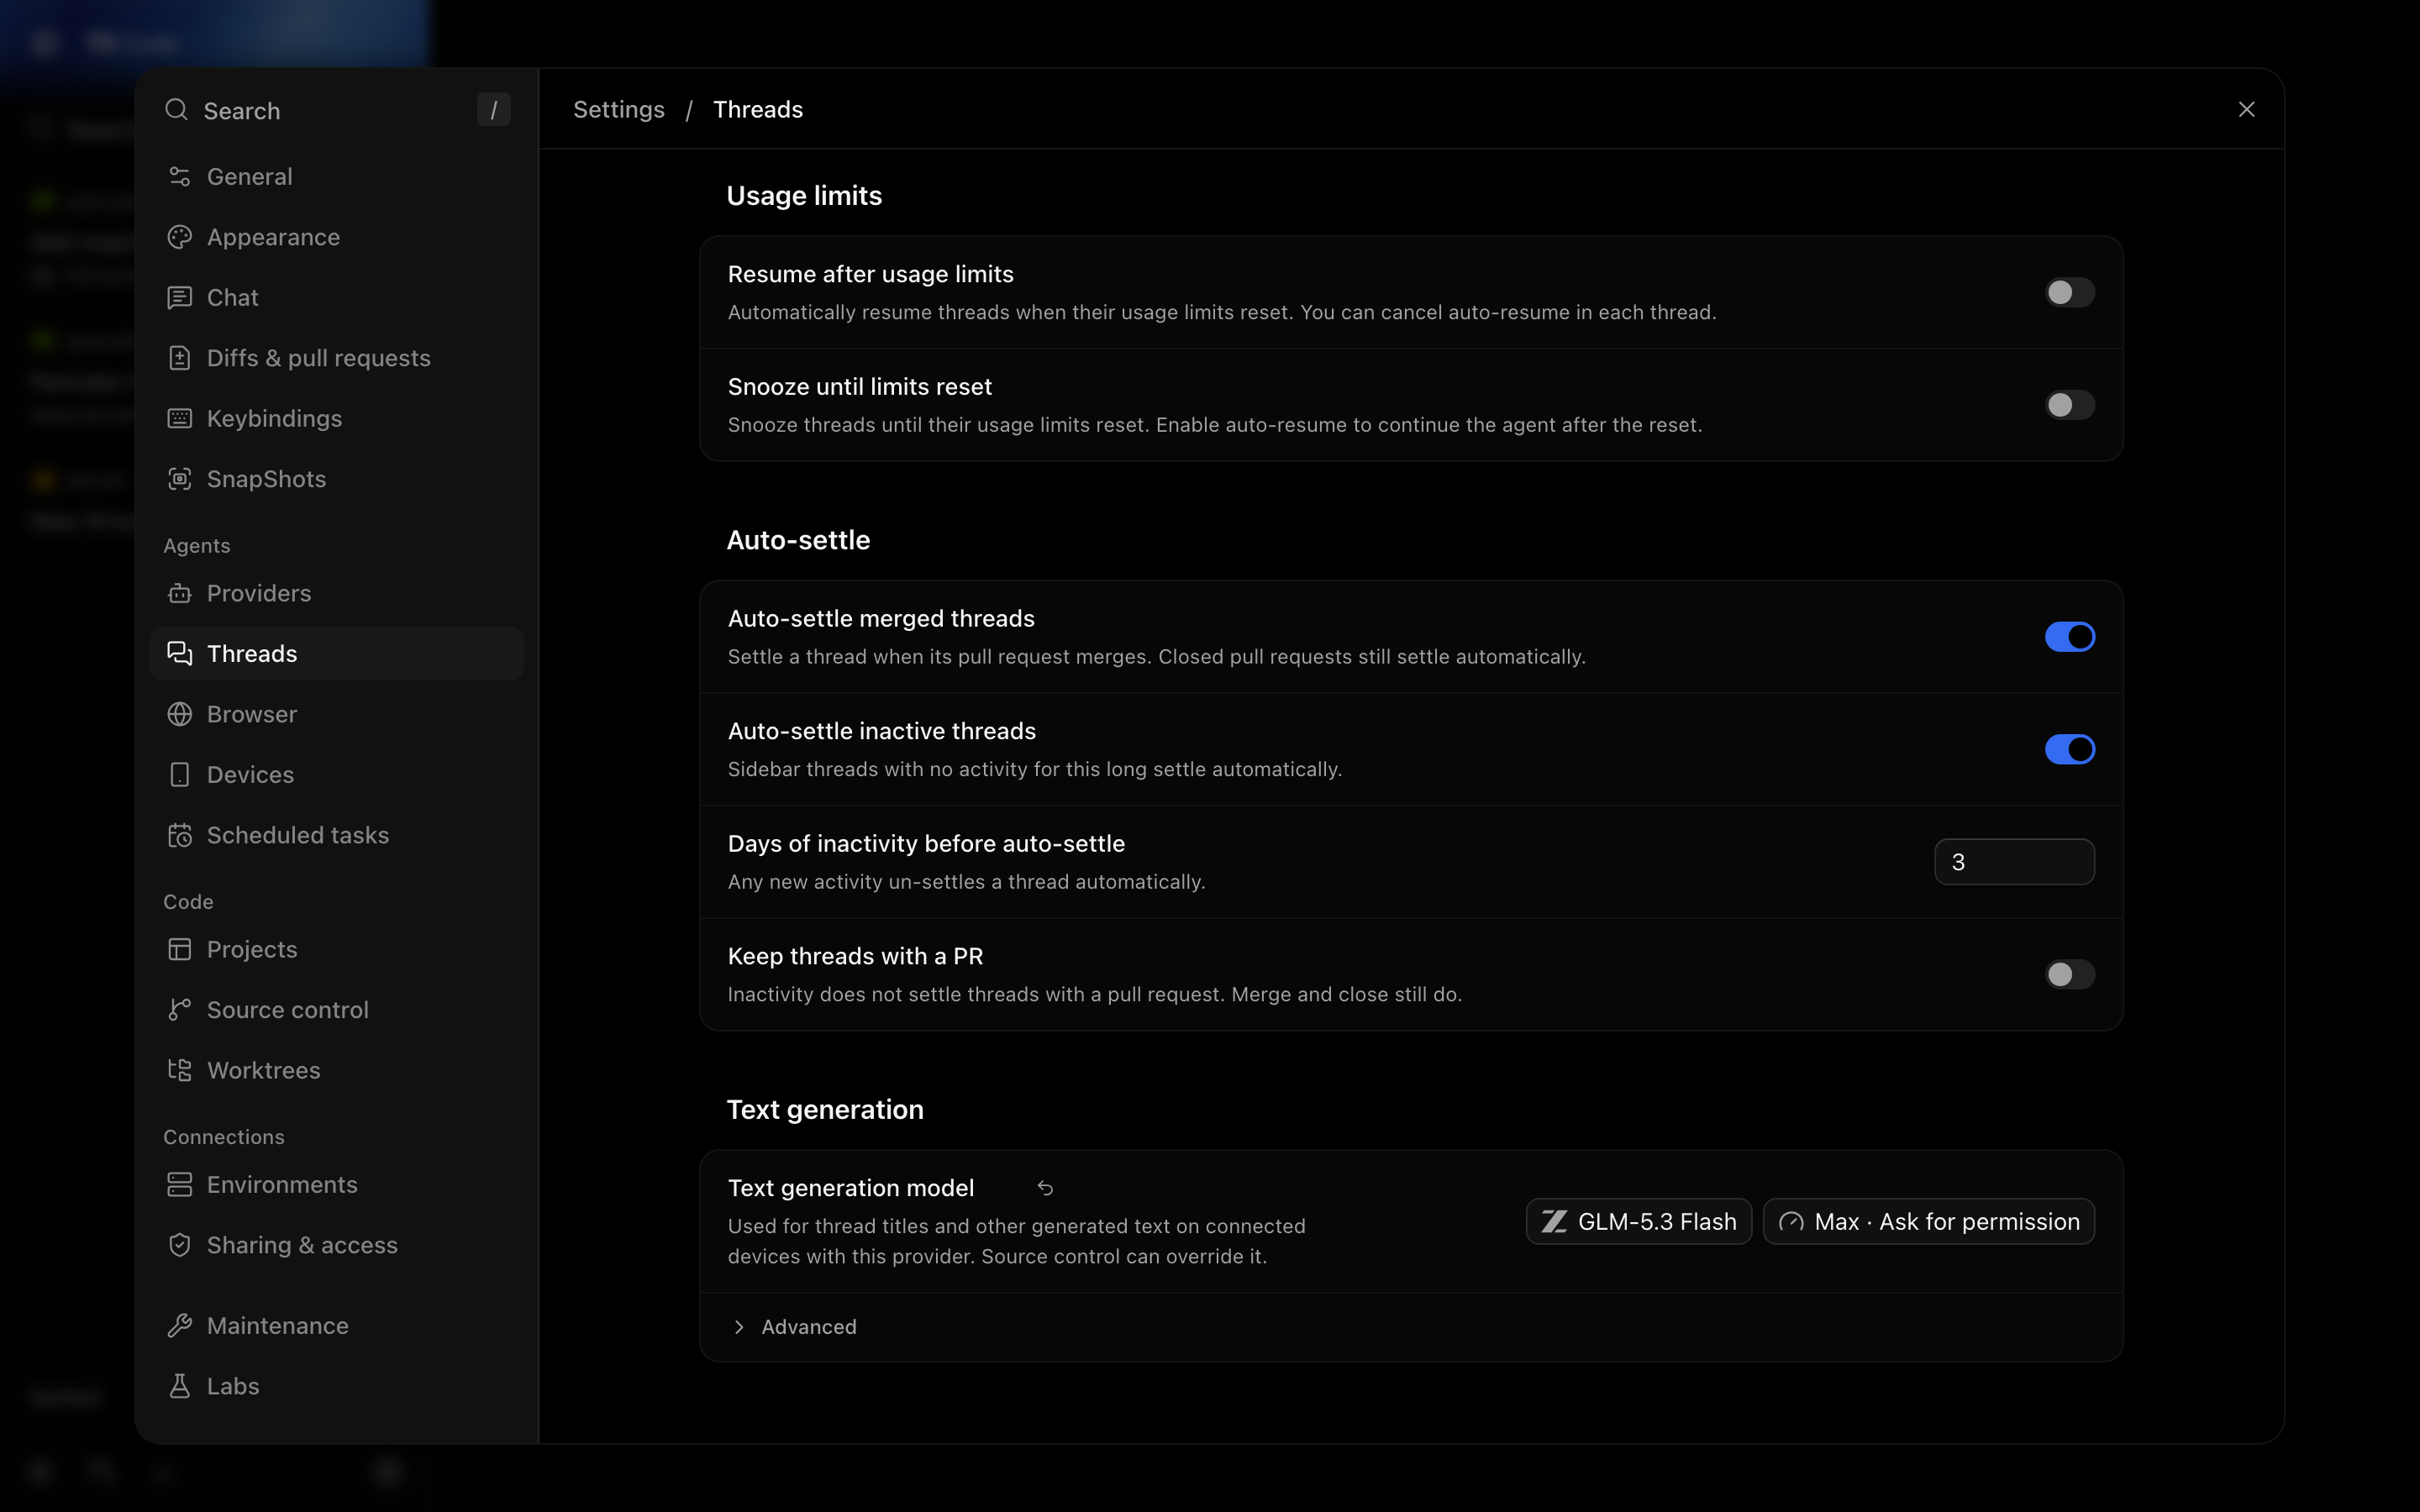 Search
/
General
Appearance
Chat
Diffs & pull requests
Keybindings
SnapShots
Agents
Providers
Threads
Browser
Devices
Scheduled tasks
Code
Projects
Source control
Worktrees
Connections
Environments
Sharing & access
Maintenance
Labs
Settings / Threads
Usage limits
Resume after usage limits
Automatically resume threads when their usage limits reset. You can cancel auto-resume in each thread.
Snooze until limits reset
Snooze threads until their usage limits reset. Enable auto-resume to continue the agent after the reset.
Auto-settle
Auto-settle merged threads
Settle a thread when its pull request merges. Closed pull requests still settle automatically.
Auto-settle inactive threads
Sidebar threads with no activity for this long settle automatically.
Days of inactivity before auto-settle
3
Any new activity un-settles a thread automatically.
Keep threads with a PR
Inactivity does not settle threads with a pull request. Merge and close still do.
Text generation
Text generation model
Used for thread titles and other generated text on connected
devices with this provider. Source control can override it.
GLM-5.3 Flash
Max · Ask for permission
Advanced